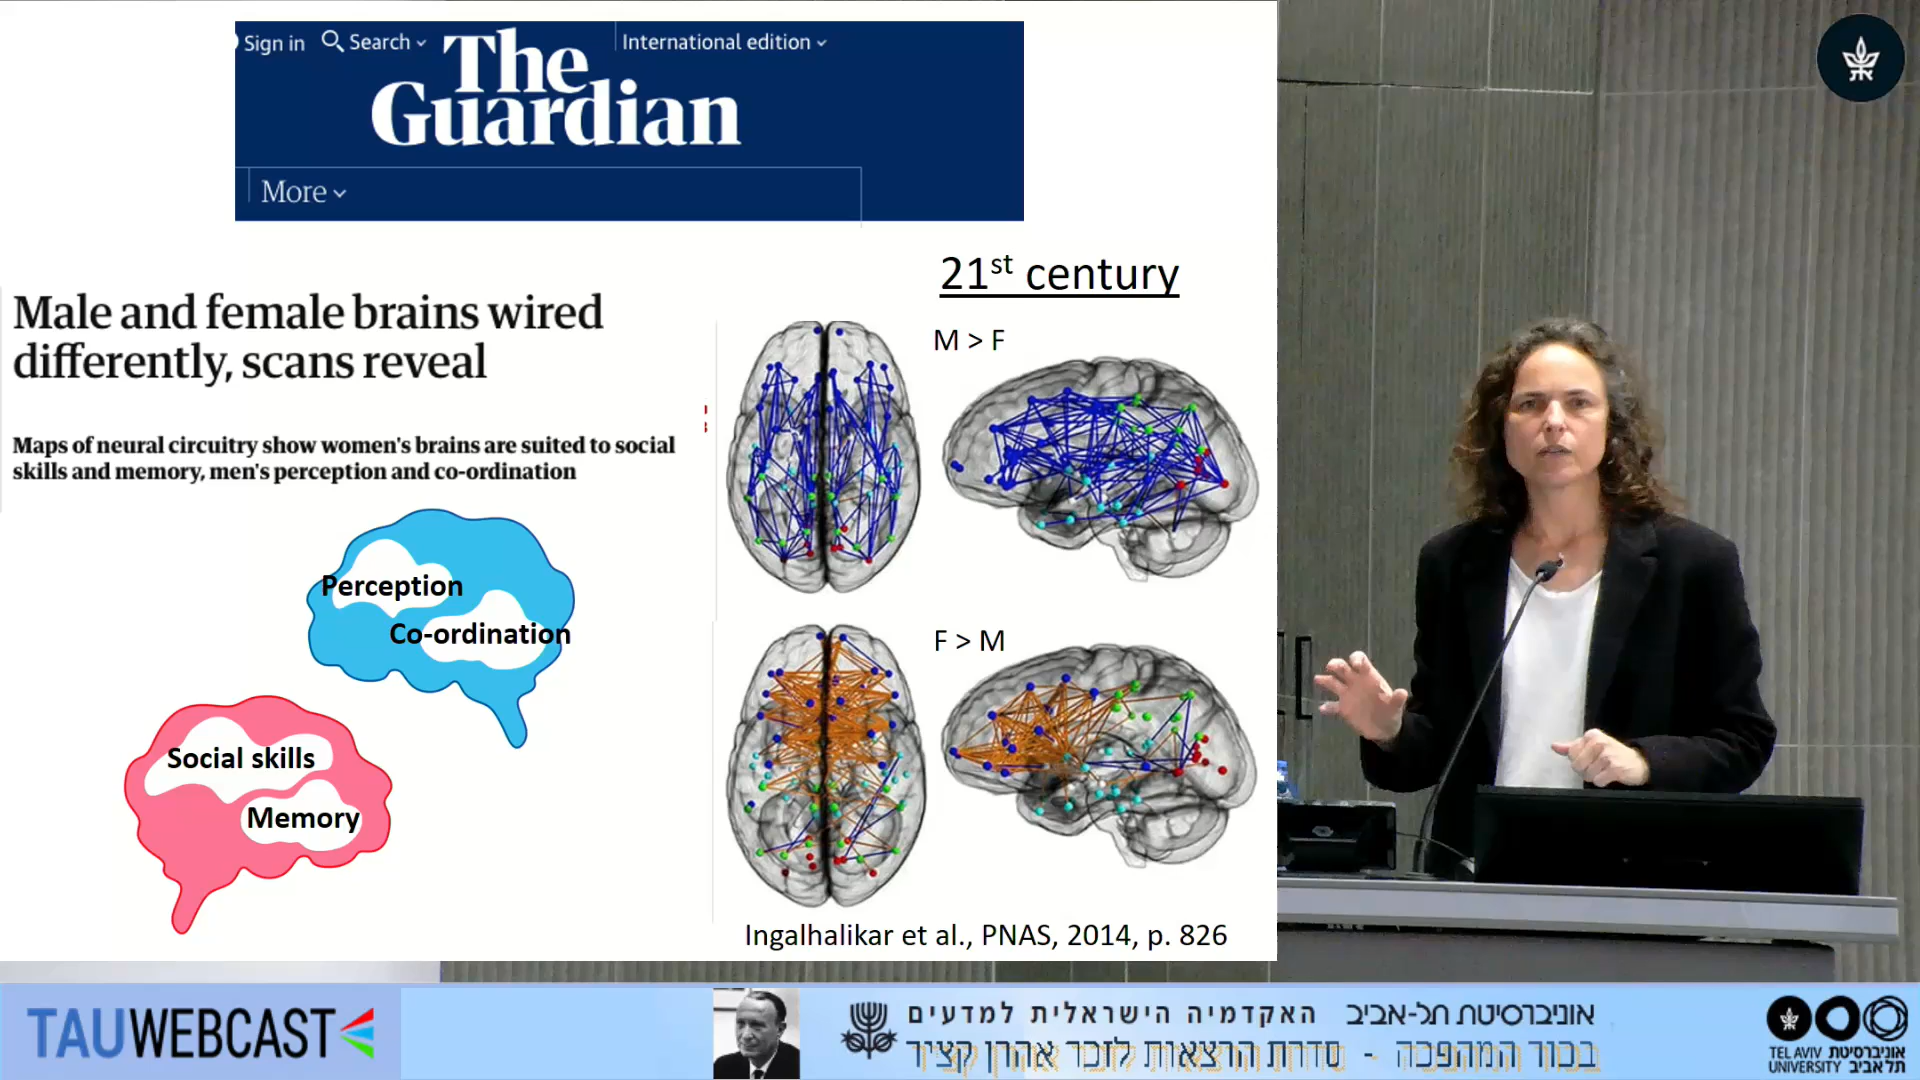 Sign in
Search
International edition
The
Guardian
More
21st century
Male and female brains wired
differently, scans reveal
Maps of neural circuitry show women's brains are suited to social
skills and memory, men's perception and co-ordination
M > F
Perception
Co-ordination
F > M
Social skills
Memory
Ingalhalikar et al., PNAS, 2014, p. 826
TAUWEBCAST
אוניברסיטת תל-אביב האקדמיה הישראלית למדעים
בכור המהפכה - סדרת הרצאות לזכר אהרן קציר
TEL AVIV אוניברסיטת
UNIVERSITY תל אביב